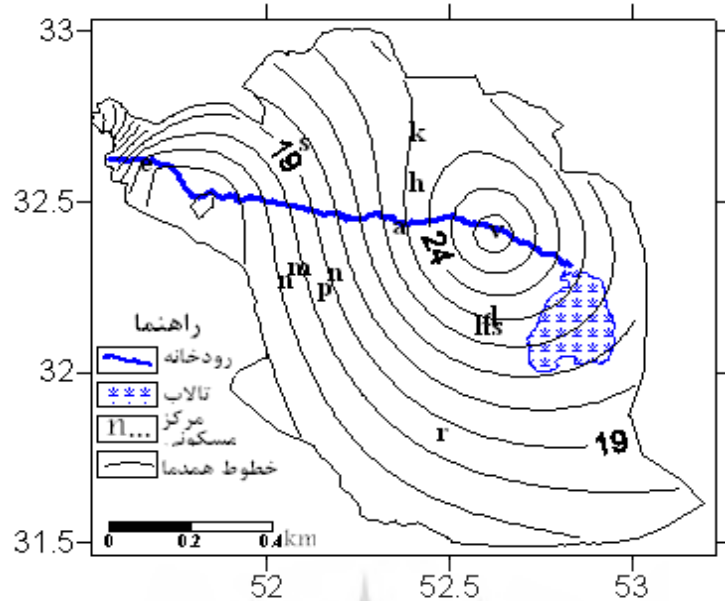 33
32.5
32
31.5
52
52.5
53
19
24
19
s
k
h
e
a
v
n
m
n
p
l
lfs
r
راهنما
رودخانه
تالاب
n...
مرکز
مسکونی
خطوط همدما
0
0.2
0.4
km